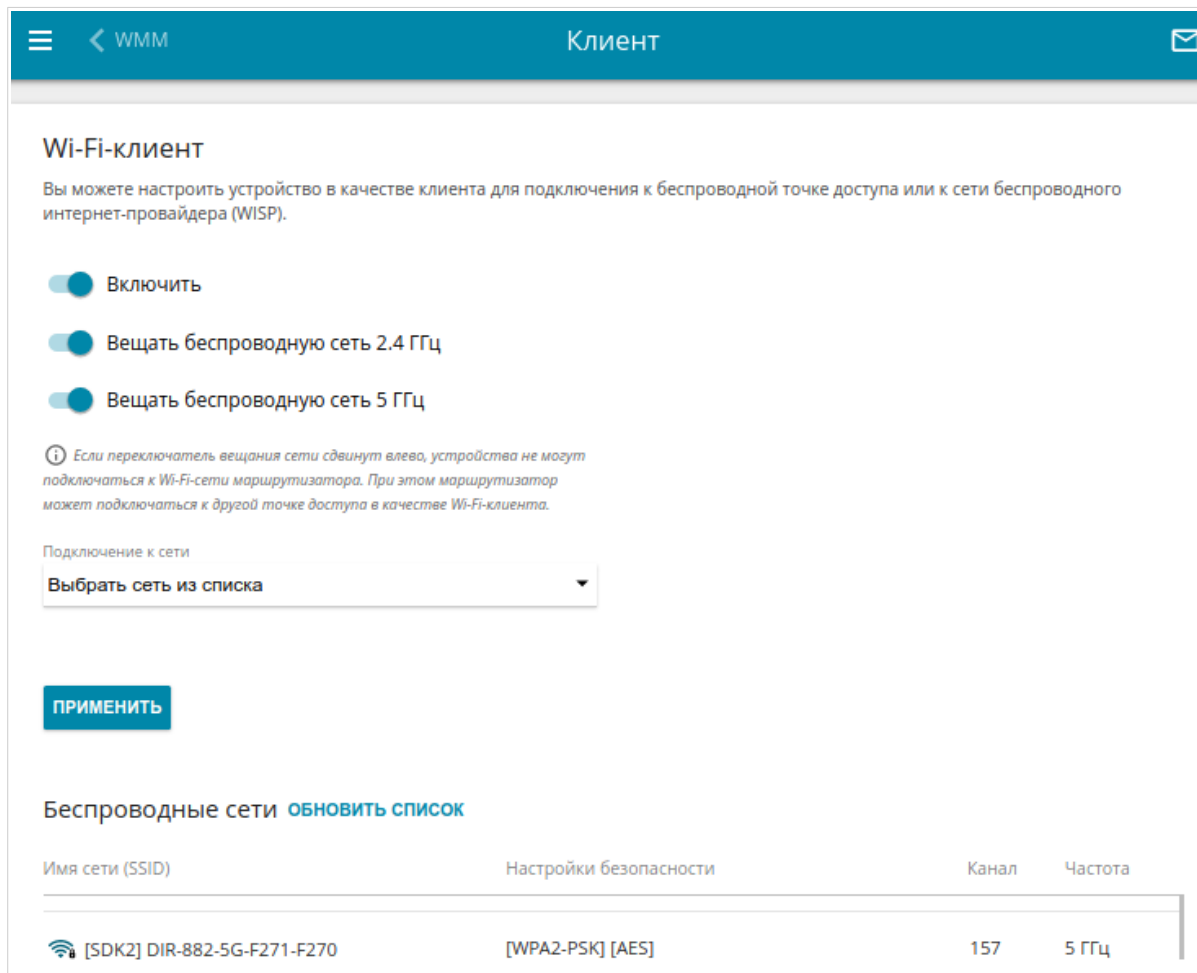 WMM
Клиент
Wi-Fi-клиент
Вы можете настроить устройство в качестве клиента для подключения к беспроводной точке доступа или к сети беспроводного
интернет-провайдера (WISP).
Включить
Вещать беспроводную сеть 2.4 ГГц
Вещать беспроводную сеть 5 ГГц
Если переключатель вещания сети сдвинут влево, устройства не могут
подключаться к Wi-Fi-сети маршрутизатора. При этом маршрутизатор
может подключаться к другой точке доступа в качестве Wi-Fi-клиента.
Подключение к сети
Выбрать сеть из списка
ПРИМЕНИТЬ
Беспроводные сети ОБНОВИТЬ СПИСОК
Имя сети (SSID) Настройки безопасности Канал Частота
[SDK2] DIR-882-5G-F271-F270 [WPA2-PSK] [AES] 157 5 ГГц